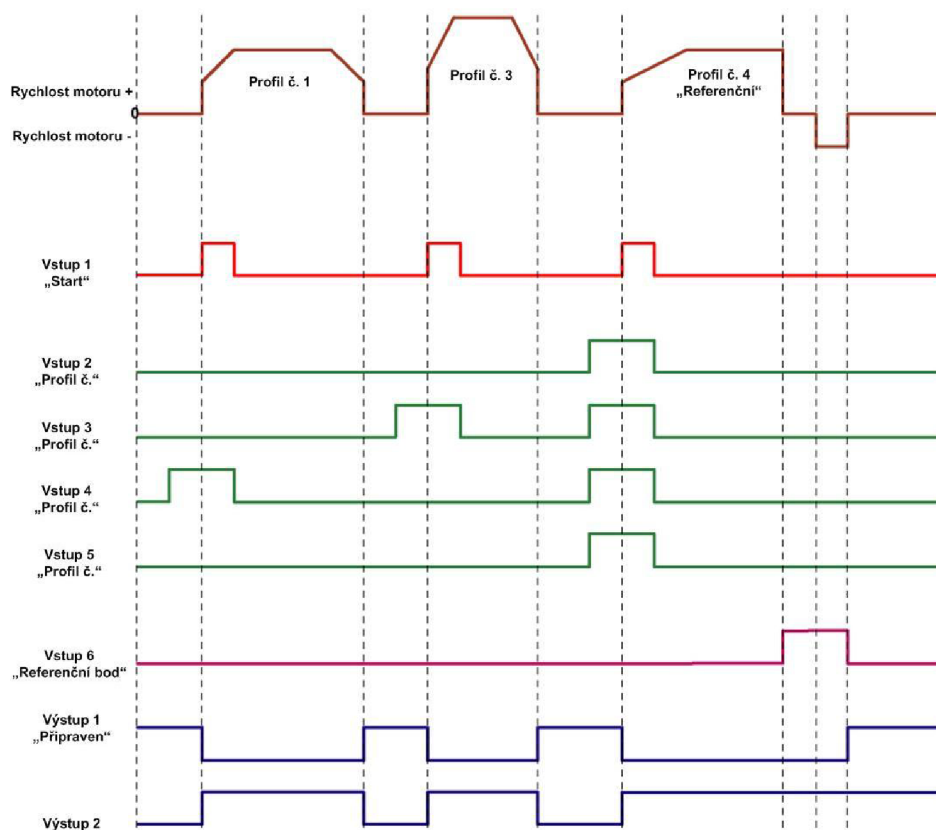 Profil č. 1
Profil č. 3
Profil č. 4
„Referenční“
Rychlost motoru +
0
Rychlost motoru -
Vstup 1
„Start“
Vstup 2
„Profil č.“
Vstup 3
„Profil č.“
Vstup 4
„Profil č.“
Vstup 5
„Profil č.“
Vstup 6
„Referenční bod“
Výstup 1
„Připraven“
Výstup 2